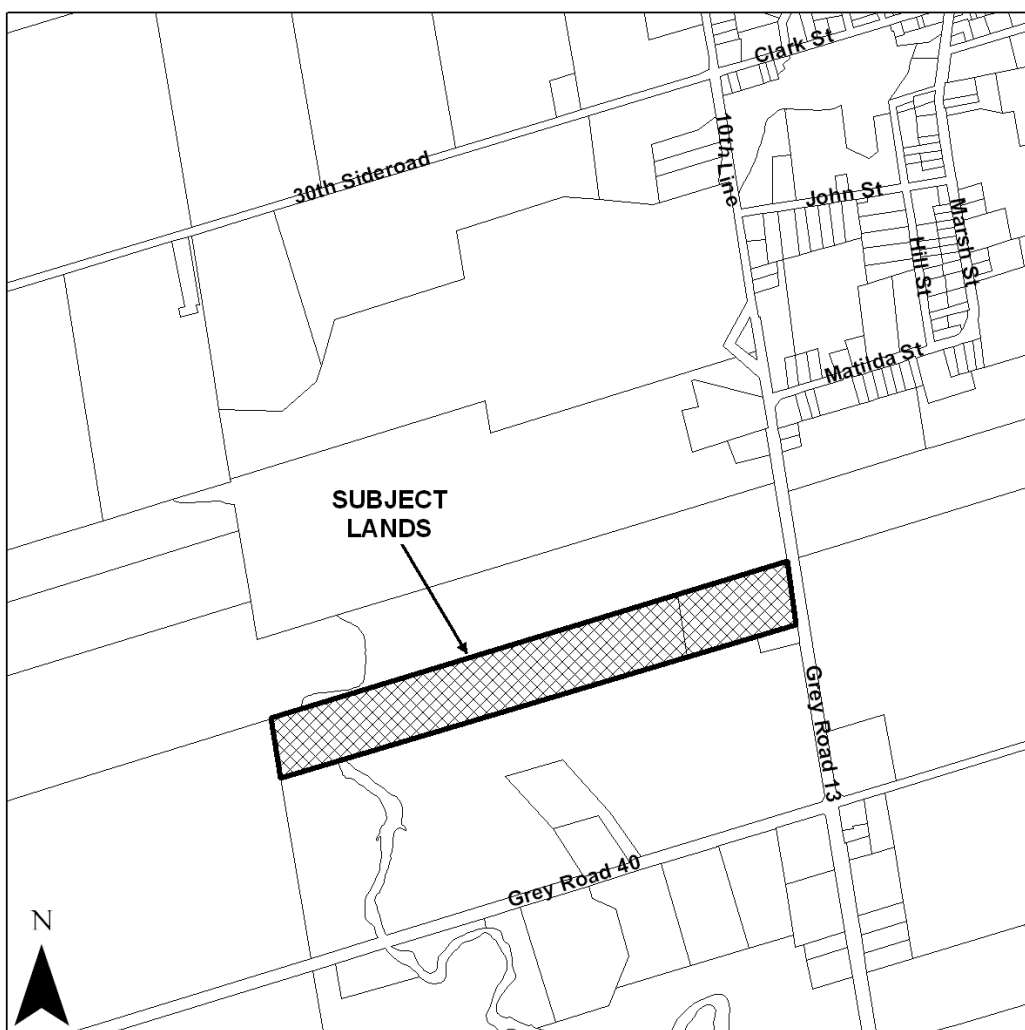 Clark St
10th Line
30th Sideroad
John St
Marsh St
Hill St
Matilda St
SUBJECT
LANDS
Grey Road 13
Grey Road 40
N